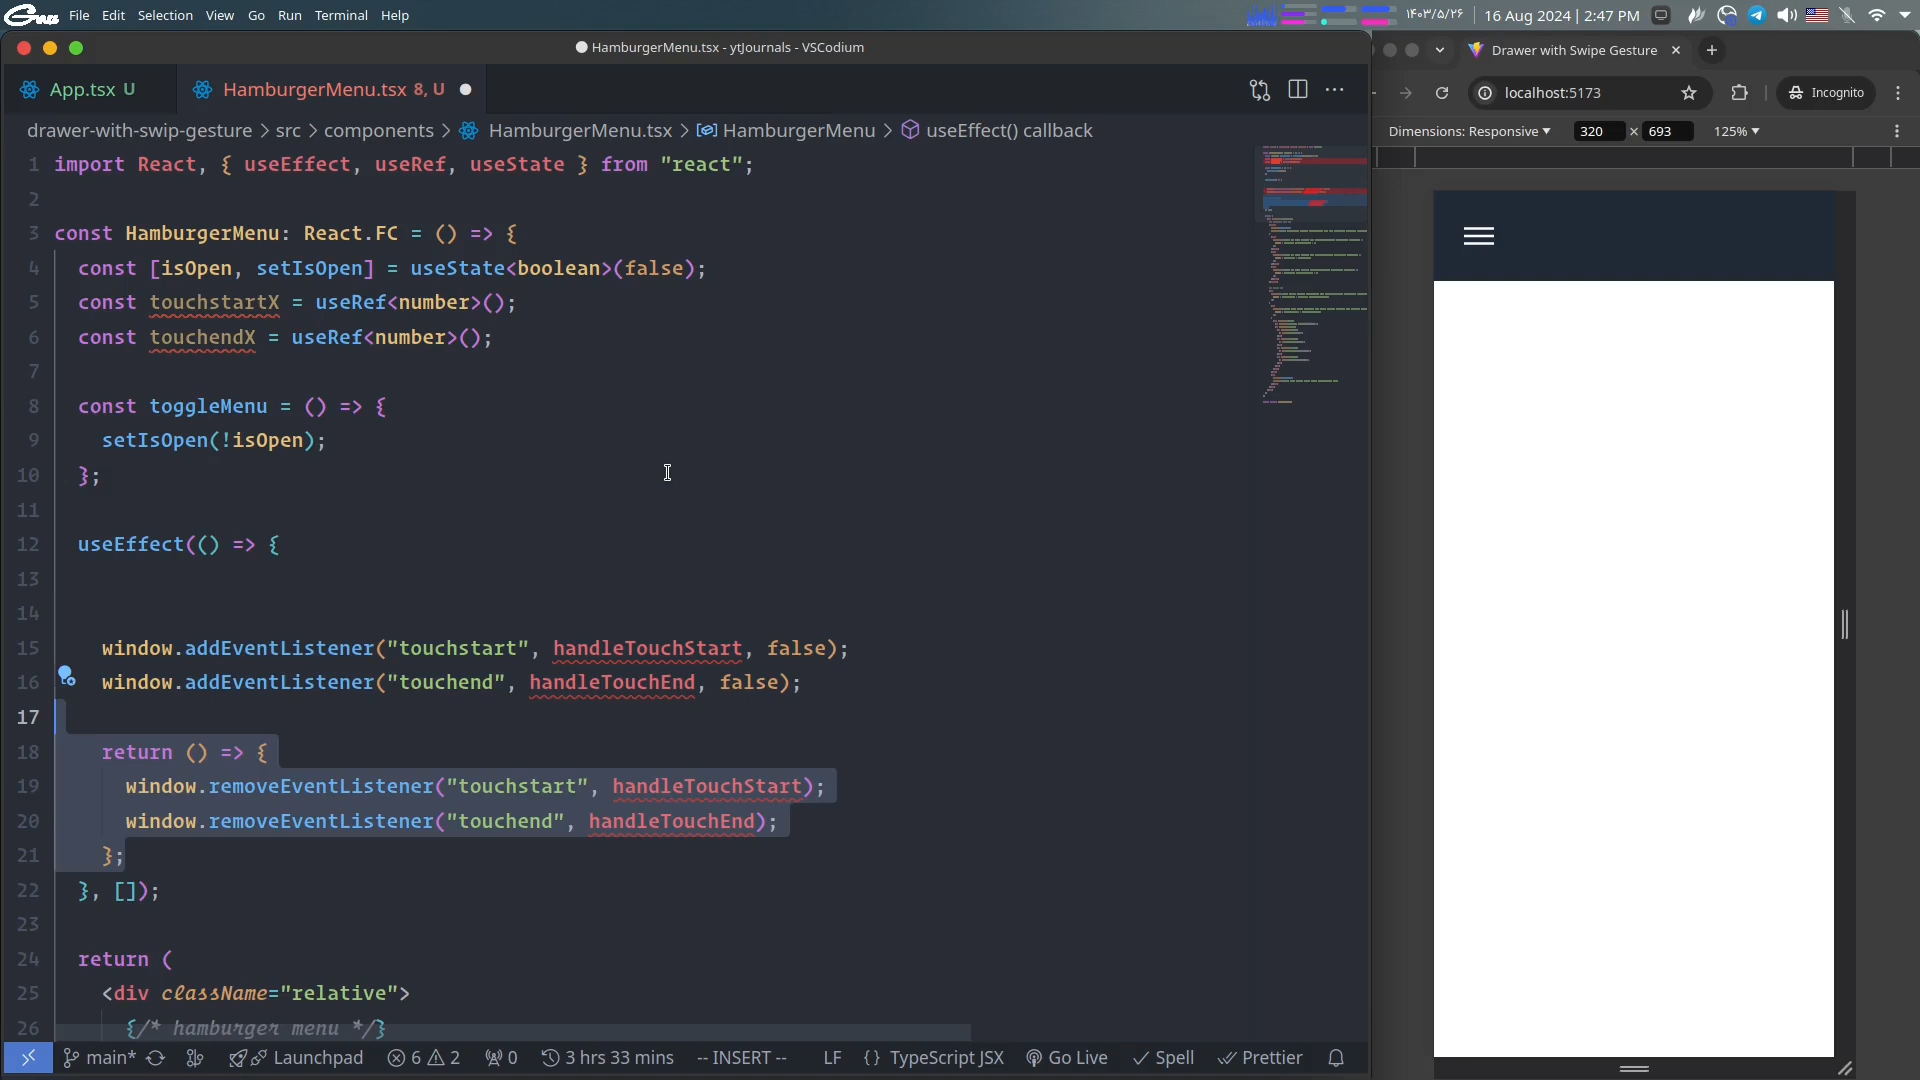 Gnus File Edit Selection View Go Run Terminal Help
۱۴۰۳/۵/۲۶ 16 Aug 2024 | 2:47 PM
HamburgerMenu.tsx - ytJournals - VSCodium
App.tsx U HamburgerMenu.tsx 8, U
drawer-with-swip-gesture > src > components > HamburgerMenu.tsx > HamburgerMenu > useEffect() callback
1 import React, { useEffect, useRef, useState } from "react";
2
3 const HamburgerMenu: React.FC = () => {
4 const [isOpen, setIsOpen] = useState<boolean>(false);
5 const touchstartX = useRef<number>();
6 const touchendX = useRef<number>();
7
8 const toggleMenu = () => {
9 setIsOpen(!isOpen);
10 };
11
12 useEffect(() => {
13
14
15 window.addEventListener("touchstart", handleTouchStart, false);
16 window.addEventListener("touchend", handleTouchEnd, false);
17
18 return () => {
19 window.removeEventListener("touchstart", handleTouchStart);
20 window.removeEventListener("touchend", handleTouchEnd);
21 };
22 }, []);
23
24 return (
25 <div className="relative">
26 {/* hamburger menu */}
main* Launchpad 6 2 0 3 hrs 33 mins -- INSERT -- LF {} TypeScript JSX Go Live Spell Prettier
Drawer with Swipe Gesture
localhost:5173 Incognito
Dimensions: Responsive 320 × 693 125%